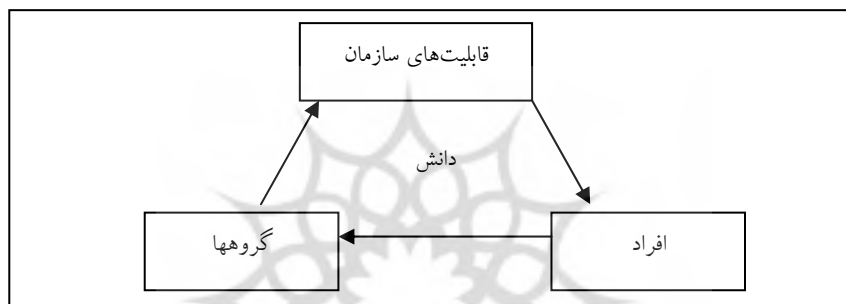 قابلیت‌های سازمان
دانش
افراد
گروهها